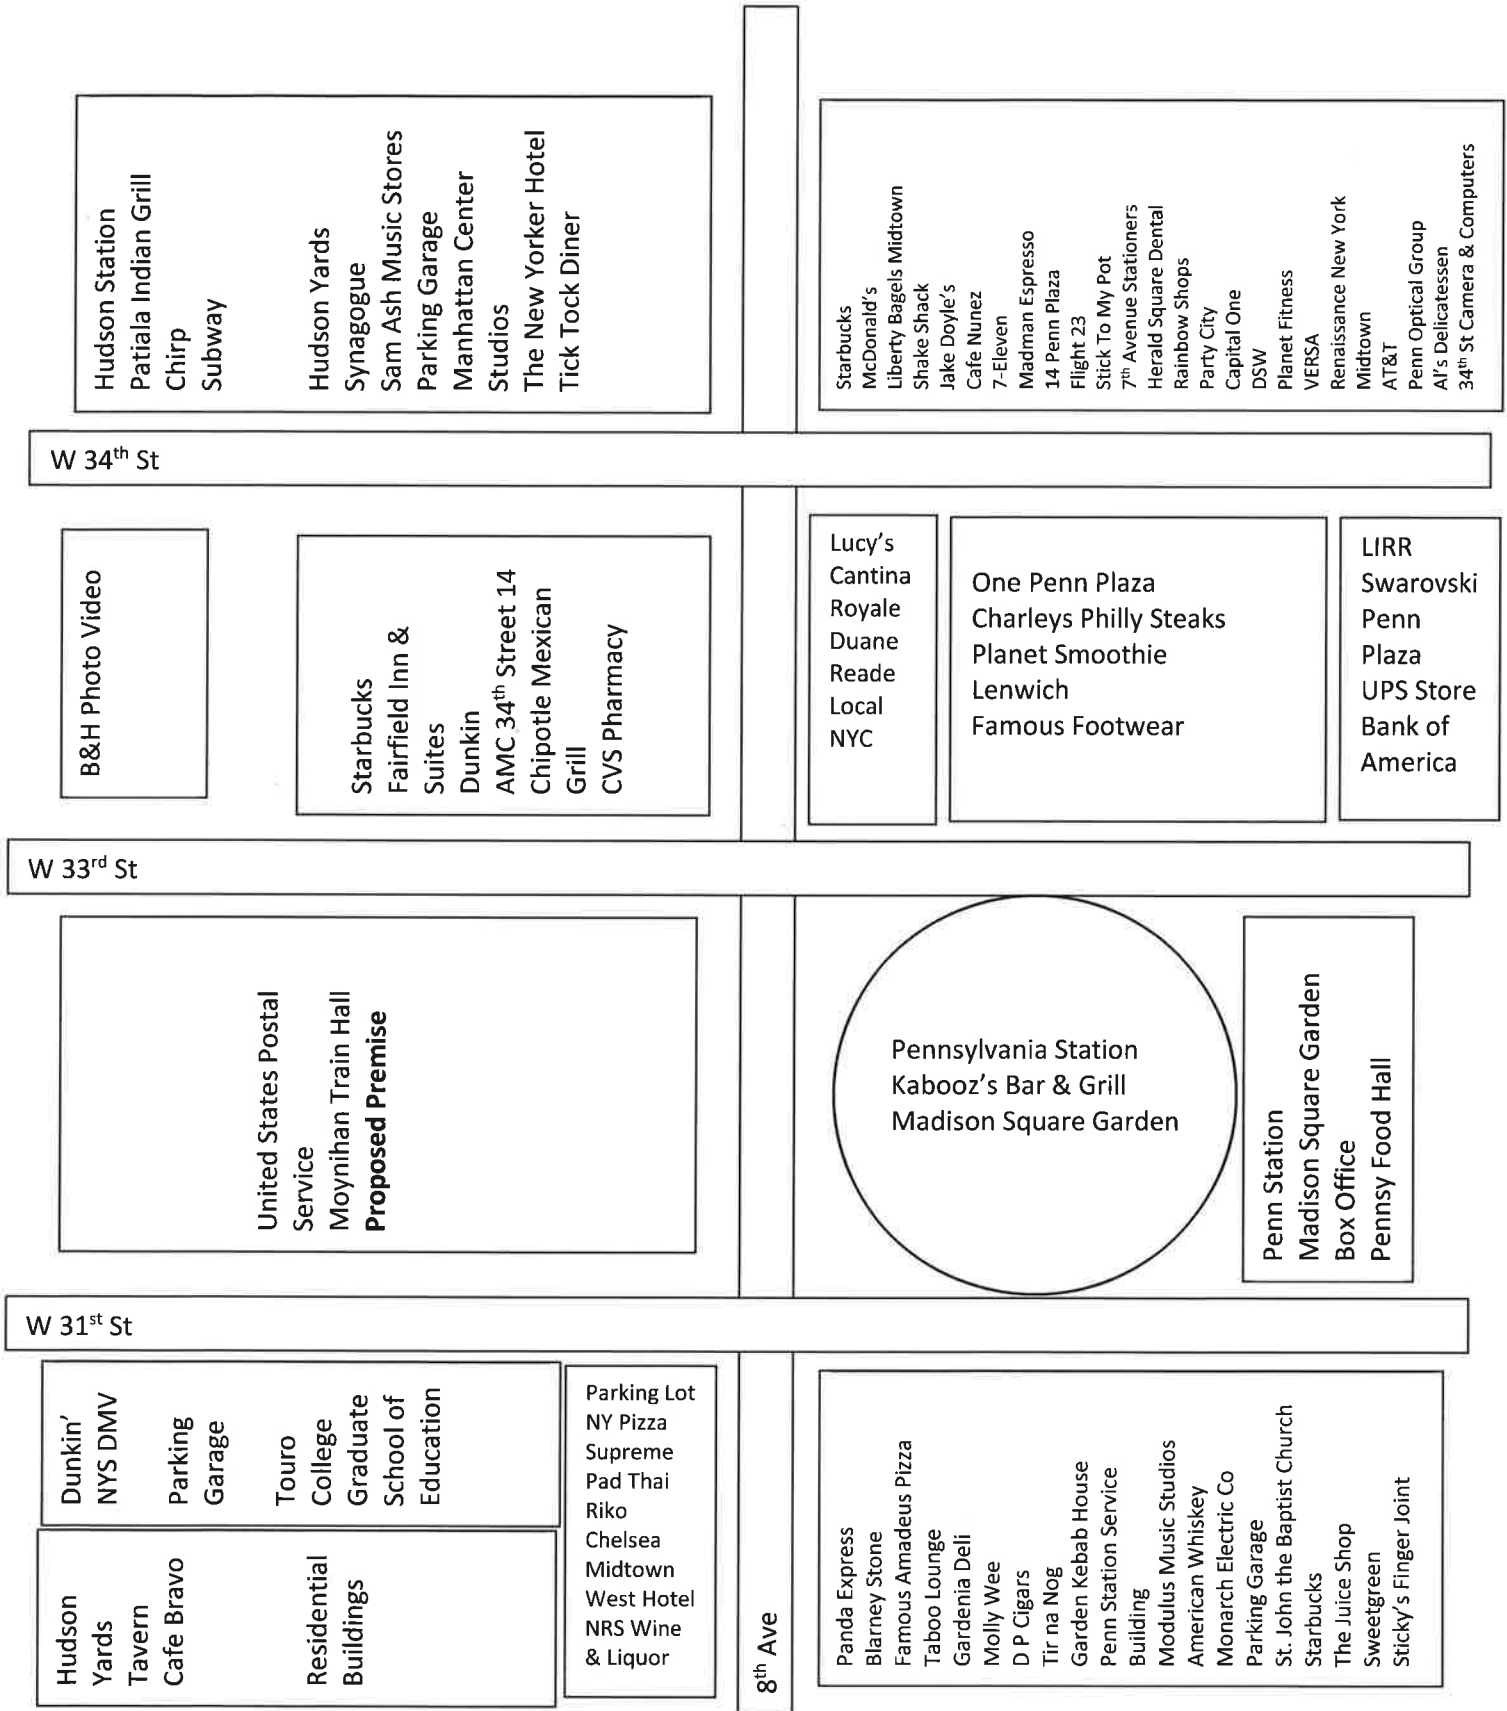 Hudson Station
Patiala Indian Grill
Chirp
Subway
Hudson Yards
Synagogue
Sam Ash Music Stores
Parking Garage
Manhattan Center
Studios
The New Yorker Hotel
Tick Tock Diner
Starbucks
McDonald's
Liberty Bagels Midtown
Shake Shack
Jake Doyle's
Cafe Nunez
7-Eleven
Madman Espresso
14 Penn Plaza
Flight 23
Stick To My Pot
7th Avenue Stationers
Herald Square Dental
Rainbow Shops
Party City
Capital One
DSW
Planet Fitness
VERSA
Renaissance New York
Midtown
AT&T
Penn Optical Group
Al's Delicatessen
34th St Camera & Computers
W 34th St
B&H Photo Video
Starbucks
Fairfield Inn &
Suites
Dunkin
AMC 34th Street 14
Chipotle Mexican
Grill
CVS Pharmacy
Lucy's
Cantina
Royale
Duane
Reade
Local
NYC
One Penn Plaza
Charleys Philly Steaks
Planet Smoothie
Lenwich
Famous Footwear
LIRR
Swarovski
Penn
Plaza
UPS Store
Bank of
America
W 33rd St
United States Postal
Service
Moynihan Train Hall
Proposed Premise
Pennsylvania Station
Kabooz's Bar & Grill
Madison Square Garden
Penn Station
Madison Square Garden
Box Office
Pennsy Food Hall
W 31st St
Dunkin'
NYS DMV
Parking
Garage
Touro
College
Graduate
School of
Education
Hudson
Yards
Tavern
Cafe Bravo
Residential
Buildings
Parking Lot
NY Pizza
Supreme
Pad Thai
Riko
Chelsea
Midtown
West Hotel
NRS Wine
& Liquor
8th Ave
Panda Express
Blarney Stone
Famous Amadeus Pizza
Taboo Lounge
Gardenia Deli
Molly Wee
D P Cigars
Tir na Nog
Garden Kebab House
Penn Station Service
Building
Modulus Music Studios
American Whiskey
Monarch Electric Co
Parking Garage
St. John the Baptist Church
Starbucks
The Juice Shop
Sweetgreen
Sticky's Finger Joint